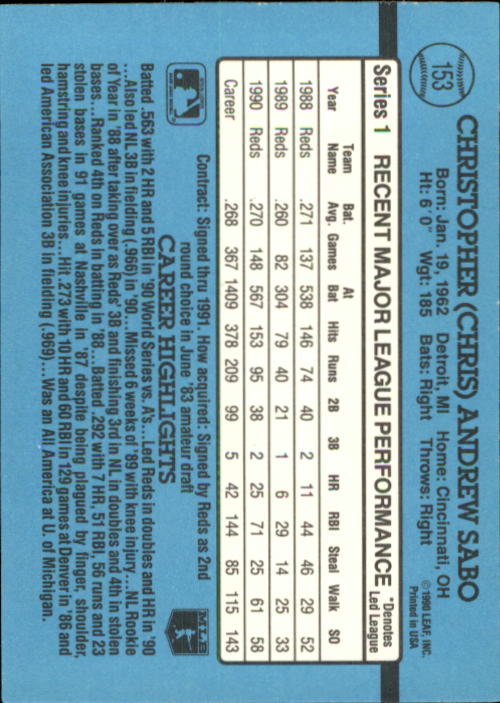 153
CHRISTOPHER (CHRIS) ANDREW SABO
Born: Jan. 19, 1962 Detroit, MI Home: Cincinnati, OH
Ht: 6'0" Wgt: 185 Bats: Right Throws: Right
©1990 LEAF, INC.
Printed in USA
Series 1 RECENT MAJOR LEAGUE PERFORMANCE *Denotes Led League
Year Team Name Bat. Avg. Games At Bat Hits Runs 2B 3B HR RBI Steal Walk SO
1988 Reds .271 137 538 146 74 40 2 11 44 46 29 52
1989 Reds .260 82 304 79 40 21 1 6 29 14 25 33
1990 Reds .270 148 567 153 95 38 2 25 71 25 61 58
Career .268 367 1409 378 209 99 5 42 144 85 115 143
Contract: Signed thru 1991. How acquired: Signed by Reds as 2nd
round choice in June '83 amateur draft
CAREER HIGHLIGHTS
MLB
Batted .563 with 2 HR and 5 RBI in '90 World Series vs. A's...Led Reds in doubles and HR in '90
...Also led NL 3B in fielding (.966) in '90...Missed 6 weeks of '89 with knee injury...NL Rookie
of Year in '88 after taking over as Reds' 3B and finishing 3rd in NL in doubles and 4th in stolen
bases...Ranked 4th on Reds in batting in '88...Batted .292 with 7 HR, 51 RBI, 56 runs and 23
stolen bases in 91 games at Nashville in '87 despite being plagued by finger, shoulder,
hamstring and knee injuries...Hit .273 with 10 HR and 60 RBI in 129 games at Denver in '86 and
led American Association 3B in fielding (.969)...Was an All America at U. of Michigan.